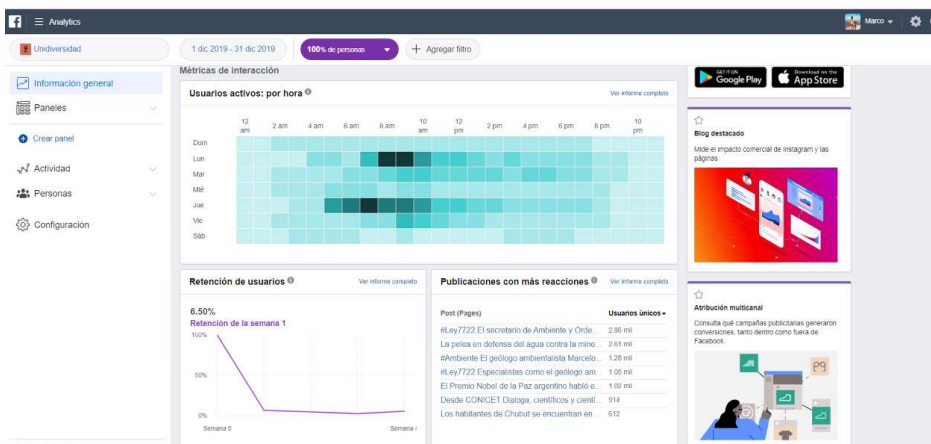 Analytics
Marco
Unidiversidad
1 dic 2019 - 31 dic 2019
100% de personas
Agregar filtro
Información general
Paneles
Crear panel
Actividad
Personas
Configuración
Métricas de interacción
Usuarios activos: por hora
Ver informe completo
12 am 2 am 4 am 6 am 8 am 10 am 12 pm 2 pm 4 pm 6 pm 8 pm 10 pm
Dom
Lun
Mar
Mié
Jue
Vie
Sáb
Retención de usuarios
Ver informe completo
6.50%
Retención de la semana 1
100%
50%
0%
Semana 0
Semana 4
Publicaciones con más reacciones
Ver informe completo
Post (Pages) Usuarios únicos
#Ley7722 El secretario de Ambiente y Orde... 2.86 mil
La pelea en defensa del agua contra la mine... 2.61 mil
#Ambiente El geólogo ambientalista Marcelo... 1.28 mil
#Ley7722 Especialistas como el geólogo am... 1.05 mil
El Premio Nobel de la Paz argentino habló e... 1.02 mil
Desde CONICET Dialoga, científicos y cientí... 914
Los habitantes de Chubut se encuentran en ... 612
GET IT ON
Google Play
Download on the
App Store
Blog destacado
Mide el impacto comercial de Instagram y las
páginas
Atribución multicanal
Consulta qué campañas publicitarias generaron
conversiones, tanto dentro como fuera de
Facebook.